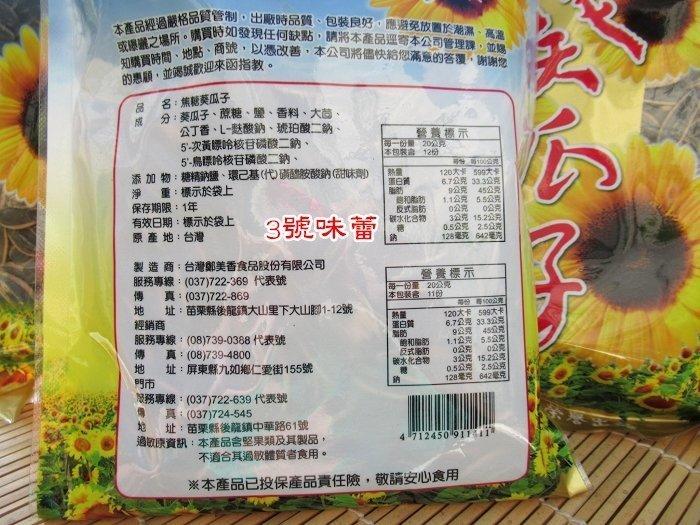 本產品經過嚴格品質管制，出廠時品質、包裝良好，應避免放置於潮濕、高溫
或曝曬之場所。購買時如發現任何缺點，請將本產品逕寄本公司管理課，並賜
知購買時間、地點、商號，以憑改善，本公司將儘快給您滿意的答覆，謝謝您
的惠顧，並竭誠歡迎來函指教。
品　名：焦糖葵瓜子
成　分：葵瓜子、蔗糖、鹽、香料、大茴、
公丁香、L-麩酸鈉、琥珀酸二鈉、
5'-次黃嘌呤核苷磷酸二鈉、
5'-鳥嘌呤核苷磷酸二鈉、
添加物：糖精鈉鹽、環己基(代)磺醯胺酸鈉(甜味劑)
淨　重：標示於袋上
保存期限：1年
有效日期：標示於袋上
原產地：台灣
3號味蕾
製造商：台灣鄭美香食品股份有限公司
服務專線：(037)722-369 代表號
傳　真：(037)722-869
地　址：苗栗縣後龍鎮大山里下大山腳1-12號
經銷商
服務專線：(08)739-0388 代表號
傳　真：(08)739-4800
地　址：屏東縣九如鄉仁愛街155號
門市
服務專線：(037)722-639 代表號
傳　真：(037)724-545
地　址：苗栗縣後龍鎮中華路61號
過敏原資訊：本產品含堅果類及其製品，
不適合其過敏體質者食用。
營養標示
每一份量 20公克
本包裝含 12份
每份 每100公克
熱量 120大卡 599大卡
蛋白質 6.7公克 33.3公克
脂肪 9公克 45公克
飽和脂肪 1.1公克 5.5公克
反式脂肪 0公克 0公克
碳水化合物 3公克 15.2公克
糖 0.5公克 2.5公克
鈉 128毫克 642毫克
營養標示
每一份量 20公克
本包裝含 11份
每份 每100公克
熱量 120大卡 599大卡
蛋白質 6.7公克 33.3公克
脂肪 9公克 45公克
飽和脂肪 1.1公克 5.5公克
反式脂肪 0公克 0公克
碳水化合物 3公克 15.2公克
糖 0.5公克 2.5公克
鈉 128毫克 642毫克
4 712450 911411
※本產品已投保產品責任險，敬請安心食用
瓜
子